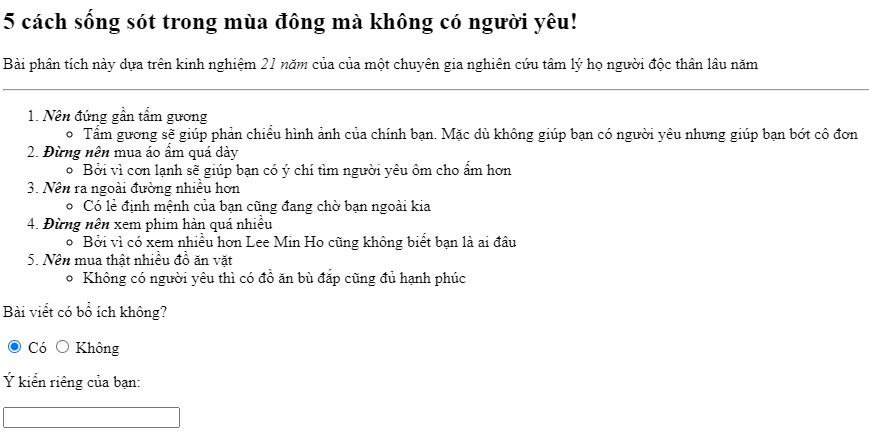 5 cách sống sót trong mùa đông mà không có người yêu!
Bài phân tích này dựa trên kinh nghiệm 21 năm của của một chuyên gia nghiên cứu tâm lý họ người độc thân lâu năm
1. Nên đứng gần tấm gương
Tấm gương sẽ giúp phản chiếu hình ảnh của chính bạn. Mặc dù không giúp bạn có người yêu nhưng giúp bạn bớt cô đơn
2. Đừng nên mua áo ấm quá dày
Bởi vì cơn lạnh sẽ giúp bạn có ý chí tìm người yêu ôm cho ấm hơn
3. Nên ra ngoài đường nhiều hơn
Có lẻ định mệnh của bạn cũng đang chờ bạn ngoài kia
4. Đừng nên xem phim hàn quá nhiều
Bởi vì có xem nhiều hơn Lee Min Ho cũng không biết bạn là ai đâu
5. Nên mua thật nhiều đồ ăn vặt
Không có người yêu thì có đồ ăn bù đắp cũng đủ hạnh phúc
Bài viết có bổ ích không?
Có Không
Ý kiến riêng của bạn: